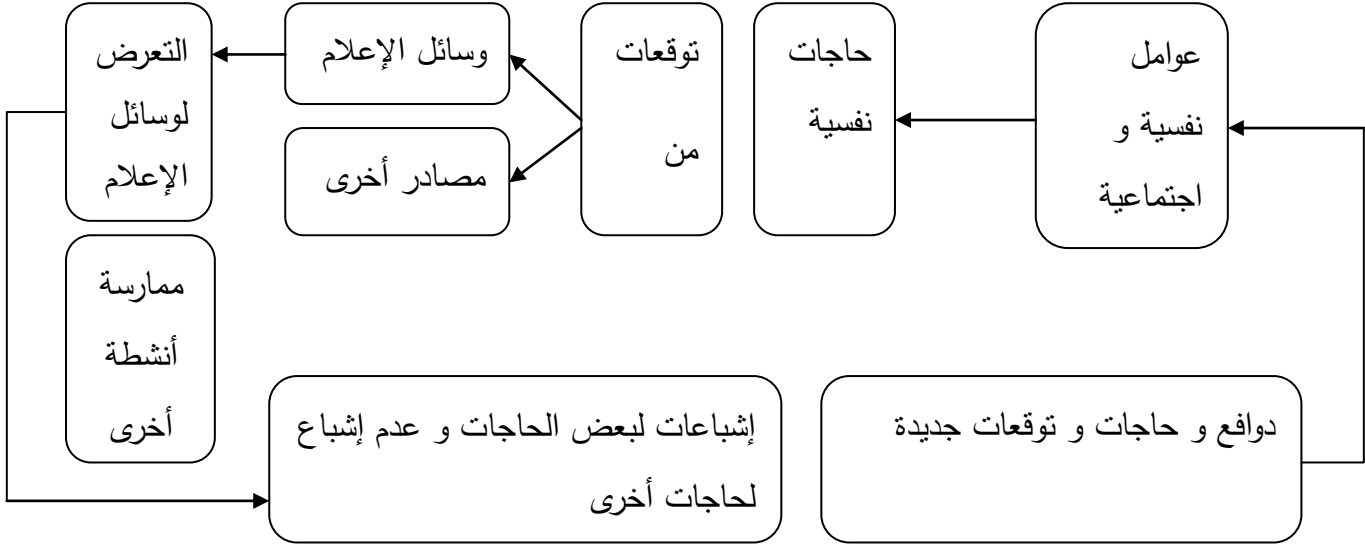 عوامل
نفسية و
اجتماعية
حاجات
نفسية
توقعات
من
وسائل الإعلام
مصادر أخرى
التعرض
لوسائل
الإعلام
ممارسة
أنشطة
أخرى
إشباعات لبعض الحاجات و عدم إشباع
لحاجات أخرى
دوافع و حاجات و توقعات جديدة